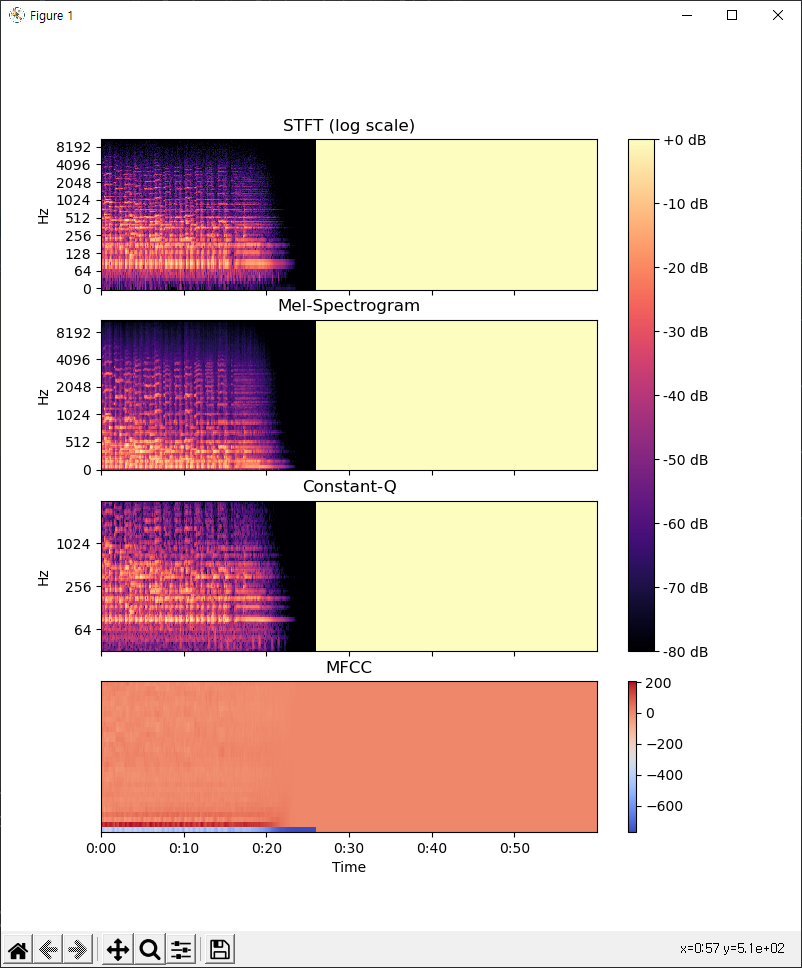 Figure 1
STFT (log scale)
8192
4096
2048
1024
512
256
128
64
0
Hz
Mel-Spectrogram
8192
4096
2048
1024
512
0
Hz
Constant-Q
1024
256
64
Hz
+0 dB
-10 dB
-20 dB
-30 dB
-40 dB
-50 dB
-60 dB
-70 dB
-80 dB
MFCC
200
0
−200
−400
−600
0:00 0:10 0:20 0:30 0:40 0:50
Time
x=0:57 y=5.1e+02